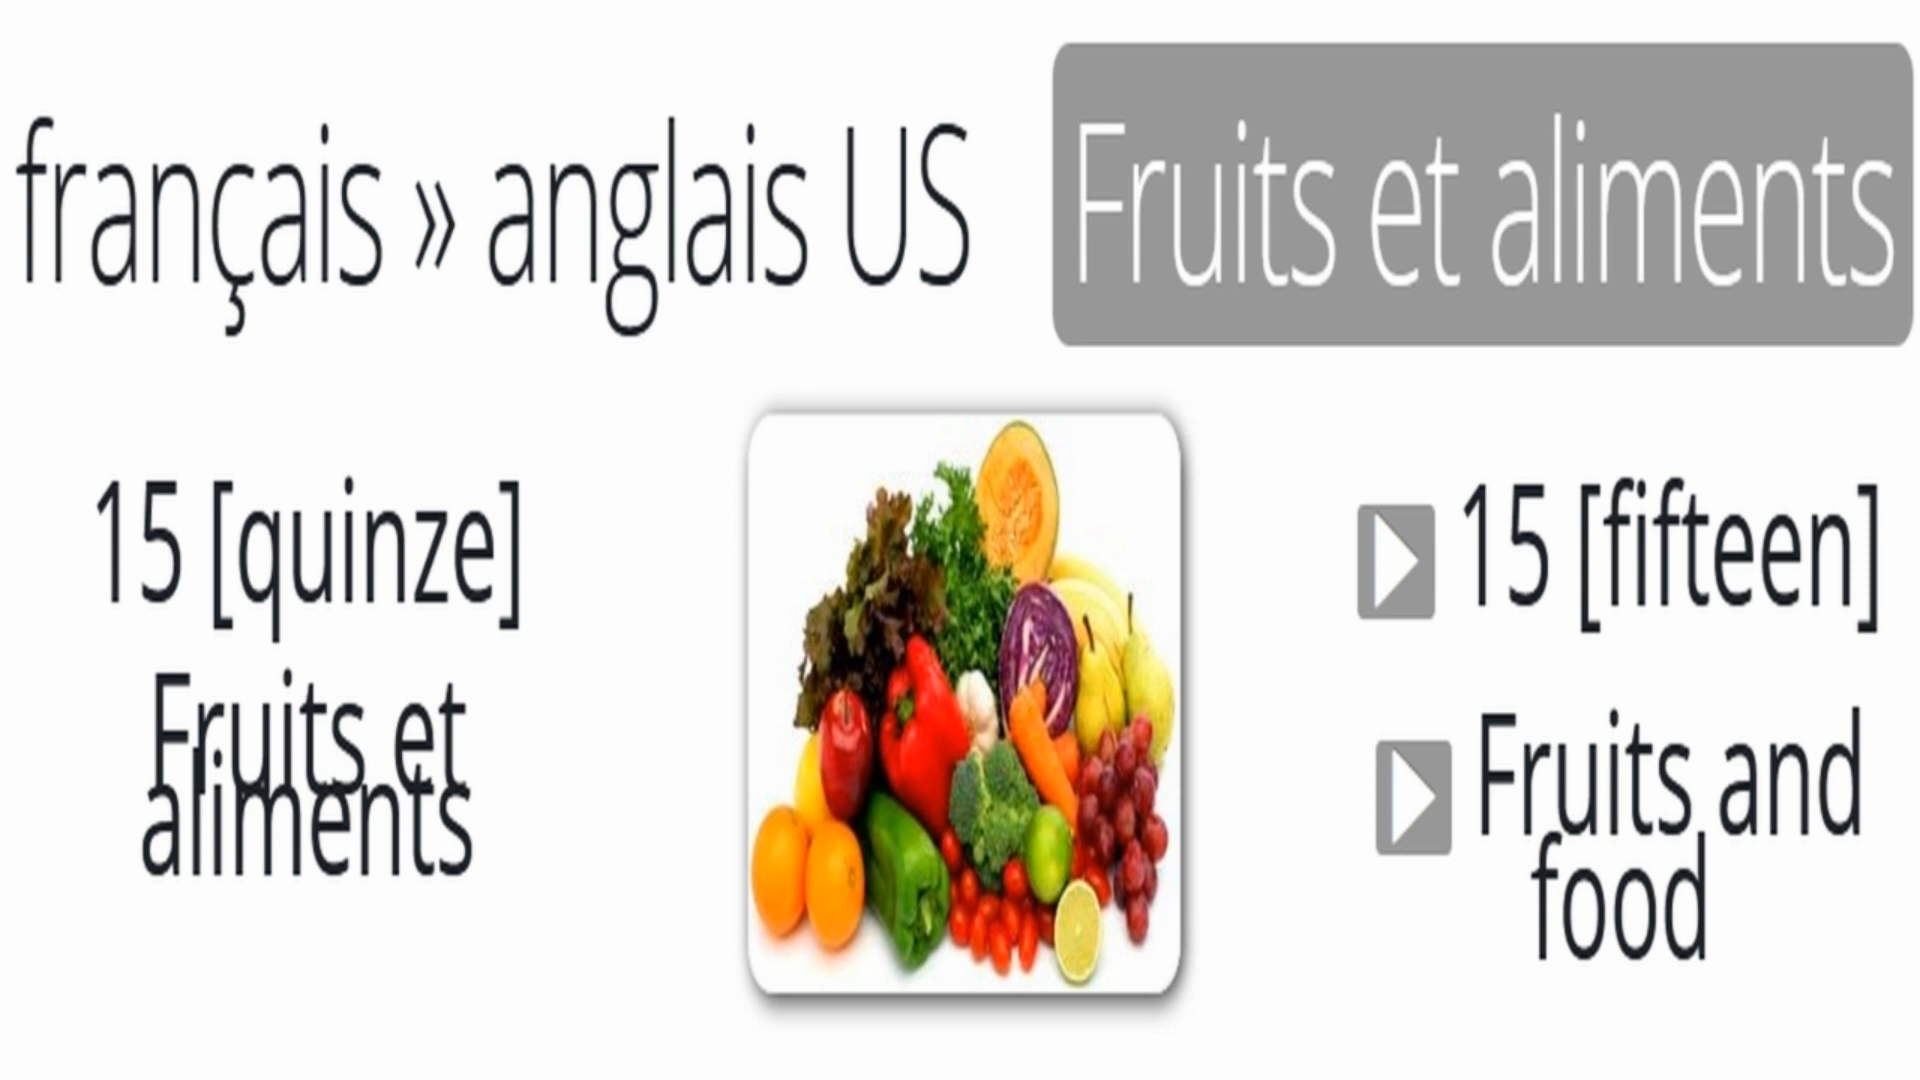 français » anglais US
Fruits et aliments
15 [quinze]
Fruits et
aliments
15 [fifteen]
Fruits and
food